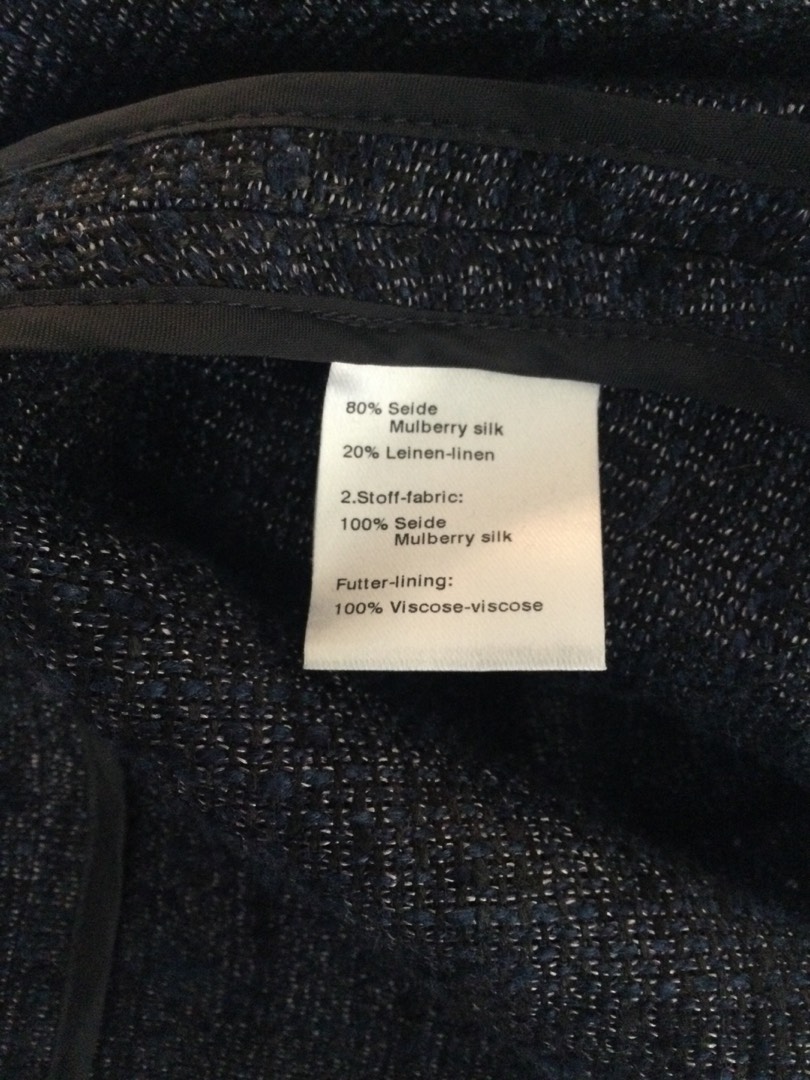 80% Seide
Mulberry silk
20% Leinen-linen
2.Stoff-fabric:
100% Seide
Mulberry silk
Futter-lining:
100% Viscose-viscose